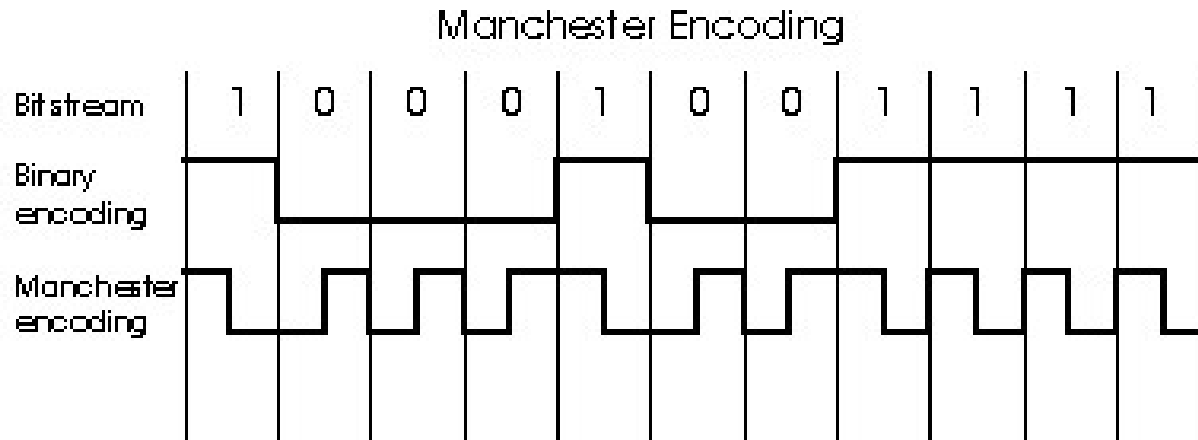 Manchester Encoding
Bitstream 1 0 0 0 1 0 0 1 1 1 1
Binary
encoding
Manchester
encoding